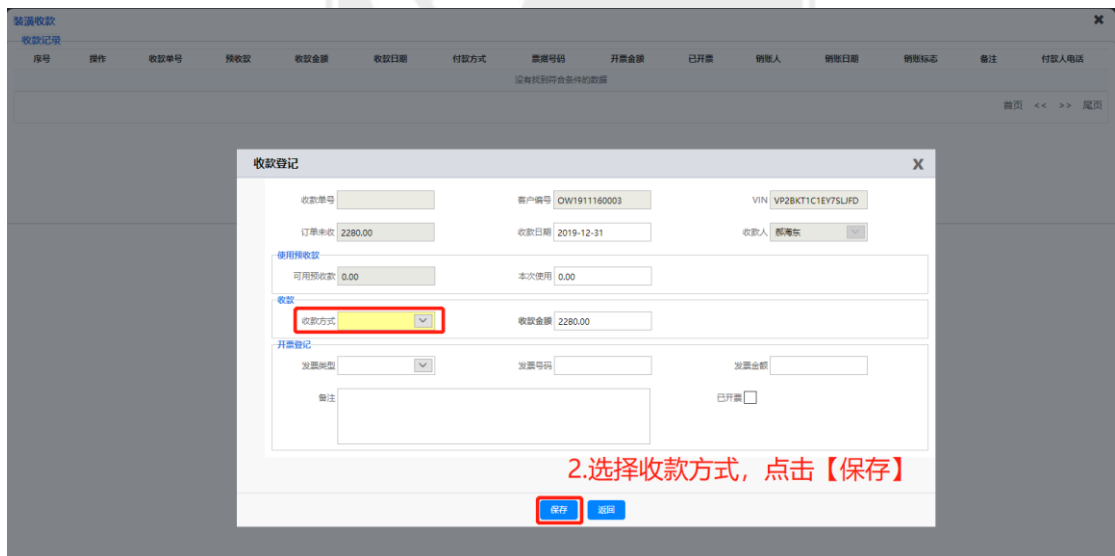 装潢收款
收款记录
序号 操作 收款单号 预收款 收款金额 收款日期 付款方式 票据号码 开票金额 已开票 销账人 销账日期 销账标志 备注 付款人电话
没有找到符合条件的数据
首页 << >> 尾页
收款登记 X
收款单号 客户编号 OW1911160003 VIN VP2BKT1C1EY7SLJFD
订单未收 2280.00 收款日期 2019-12-31 收款人 郝海东
使用预收款
可用预收款 0.00 本次使用 0.00
收款
收款方式 收款金额 2280.00
开票登记
发票类型 发票号码 发票金额
备注 已开票
2.选择收款方式，点击【保存】
保存 返回